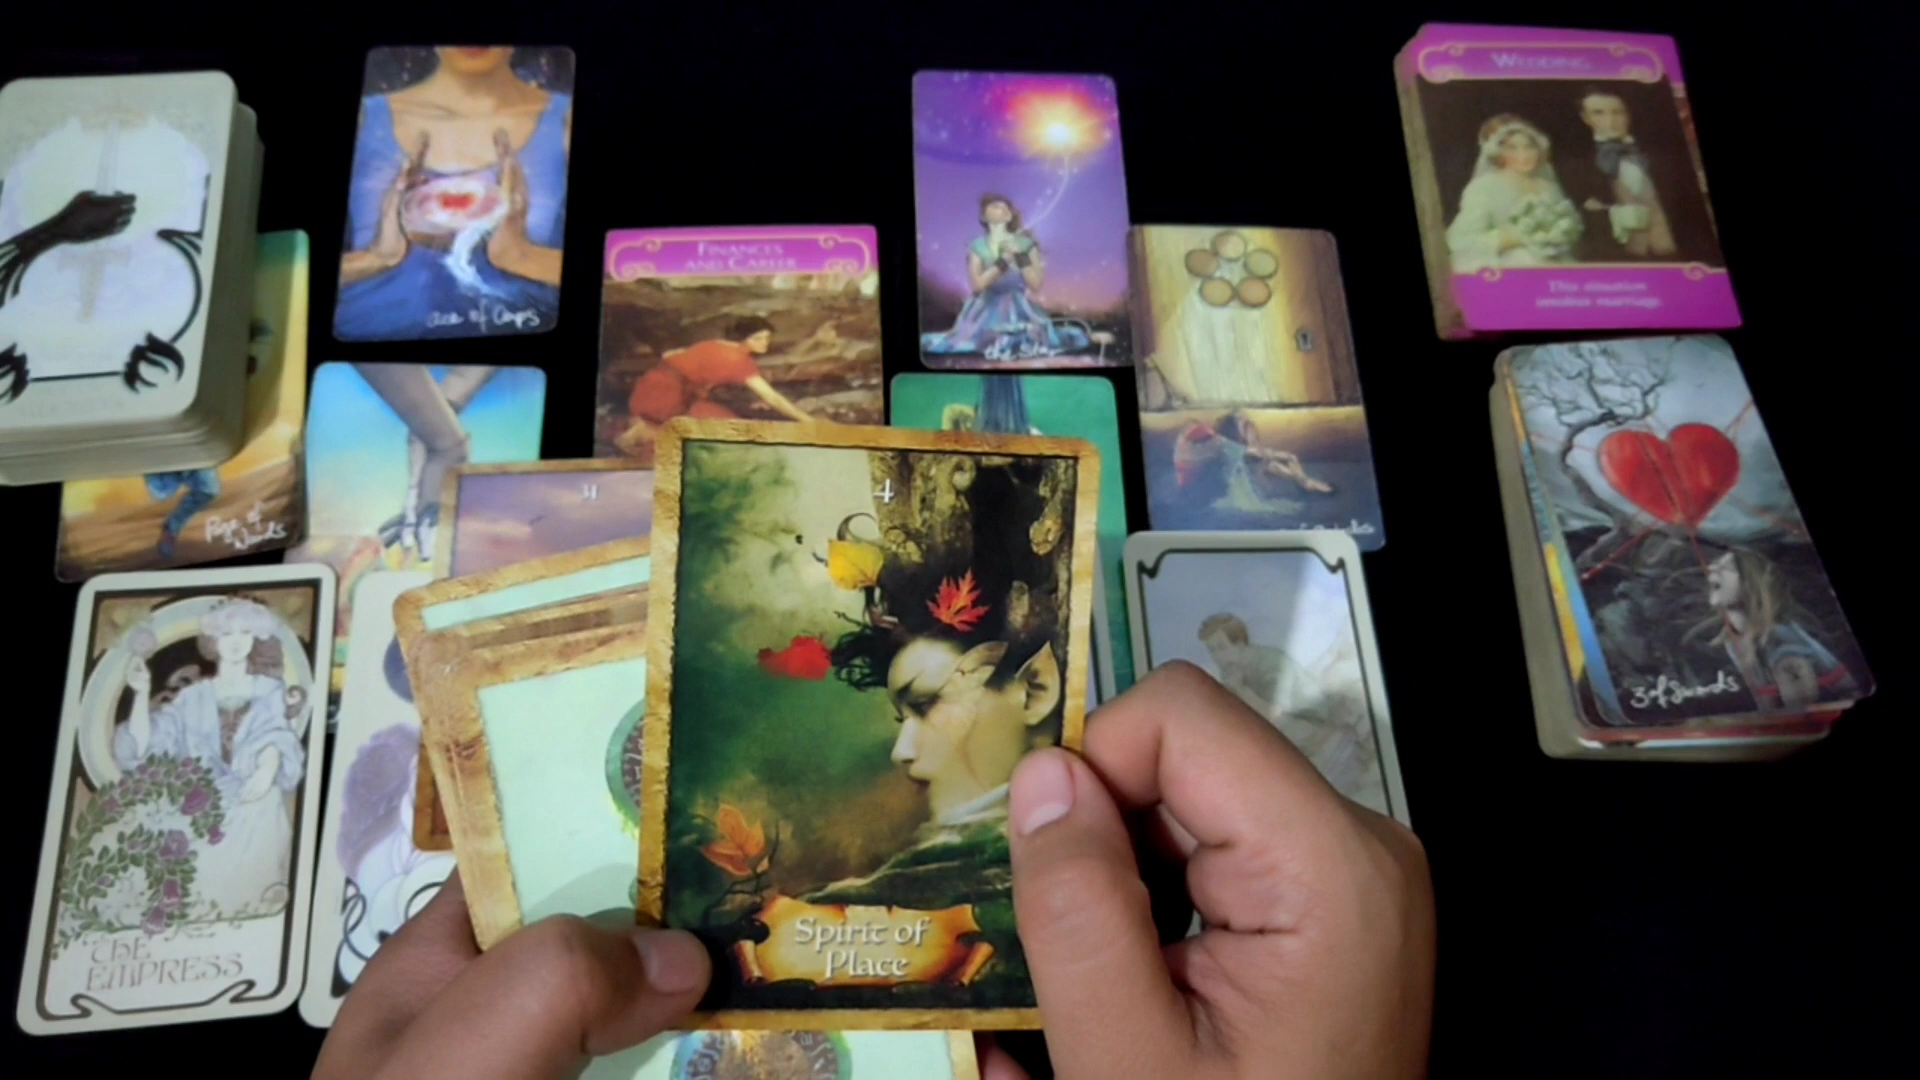 WEDDING
This situation
involves marriage.
ace of Cups
FINANCES
AND CAREER
the Star
Page of
Wands
31
4
3 of Swords
THE
EMPRESS
Spirit of
Place